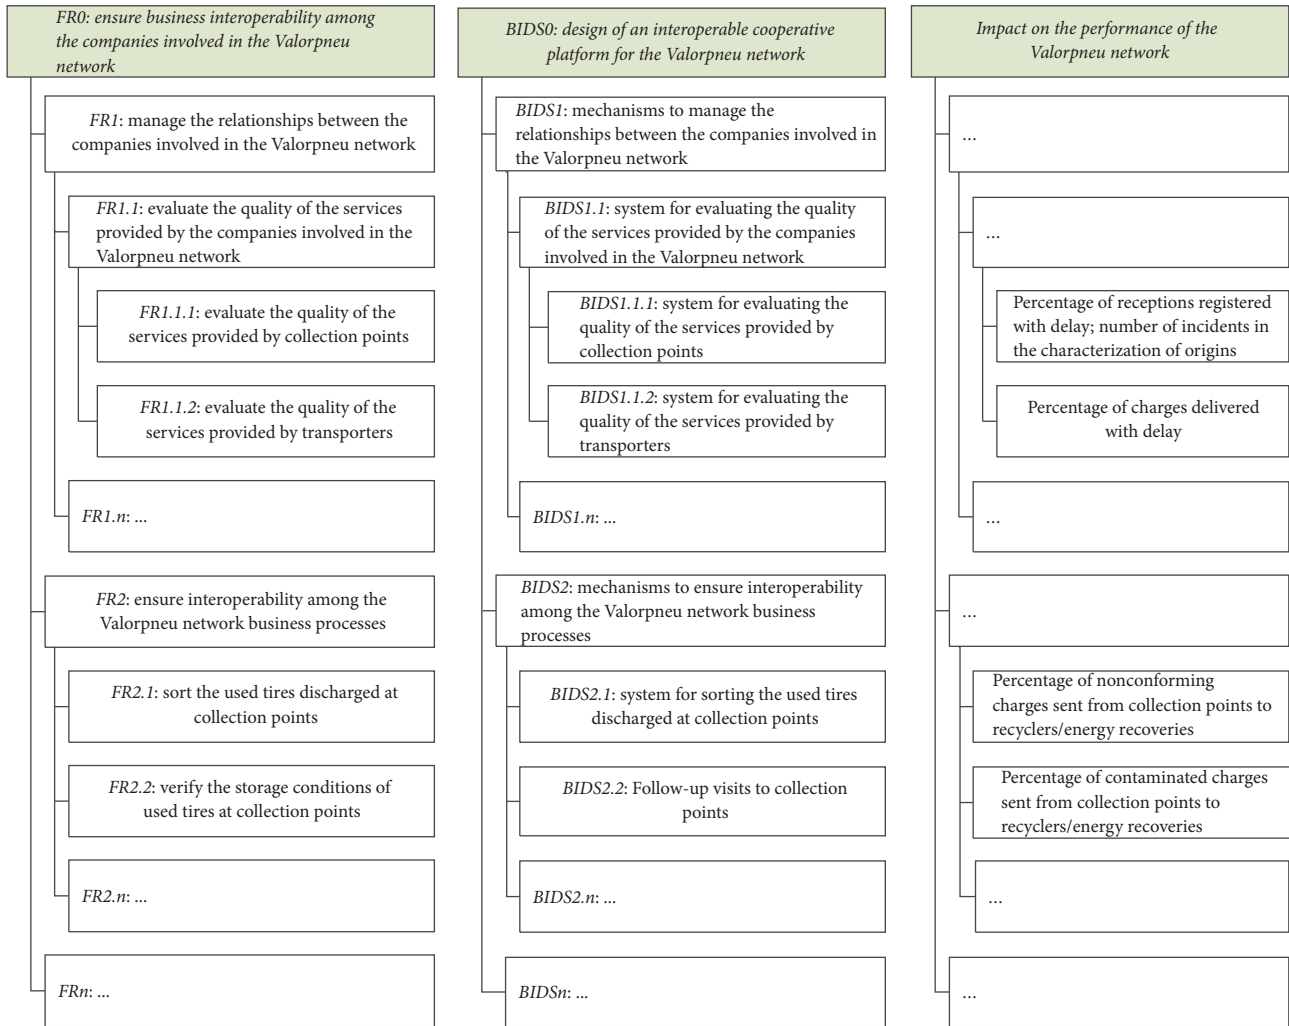 FR0: ensure business interoperability among
the companies involved in the Valorpneu
network
FR1: manage the relationships between the
companies involved in the Valorpneu network
FR1.1: evaluate the quality of the services
provided by the companies involved in the
Valorpneu network
FR1.1.1: evaluate the quality of the
services provided by collection points
FR1.1.2: evaluate the quality of the
services provided by transporters
FR1.n: ...
FR2: ensure interoperability among the
Valorpneu network business processes
FR2.1: sort the used tires discharged at
collection points
FR2.2: verify the storage conditions of
used tires at collection points
FR2.n: ...
FRn: ...
BIDS0: design of an interoperable cooperative
platform for the Valorpneu network
BIDS1: mechanisms to manage the
relationships between the companies involved in
the Valorpneu network
BIDS1.1: system for evaluating the quality
of the services provided by the companies
involved in the Valorpneu network
BIDS1.1.1: system for evaluating the
quality of the services provided by
collection points
BIDS1.1.2: system for evaluating the
quality of the services provided by
transporters
BIDS1.n: ...
BIDS2: mechanisms to ensure interoperability
among the Valorpneu network business
processes
BIDS2.1: system for sorting the used tires
discharged at collection points
BIDS2.2: Follow-up visits to collection
points
BIDS2.n: ...
BIDSn: ...
Impact on the performance of the
Valorpneu network
...
...
Percentage of receptions registered
with delay; number of incidents in
the characterization of origins
Percentage of charges delivered
with delay
...
...
Percentage of nonconforming
charges sent from collection points to
recyclers/energy recoveries
Percentage of contaminated charges
sent from collection points to
recyclers/energy recoveries
...
...